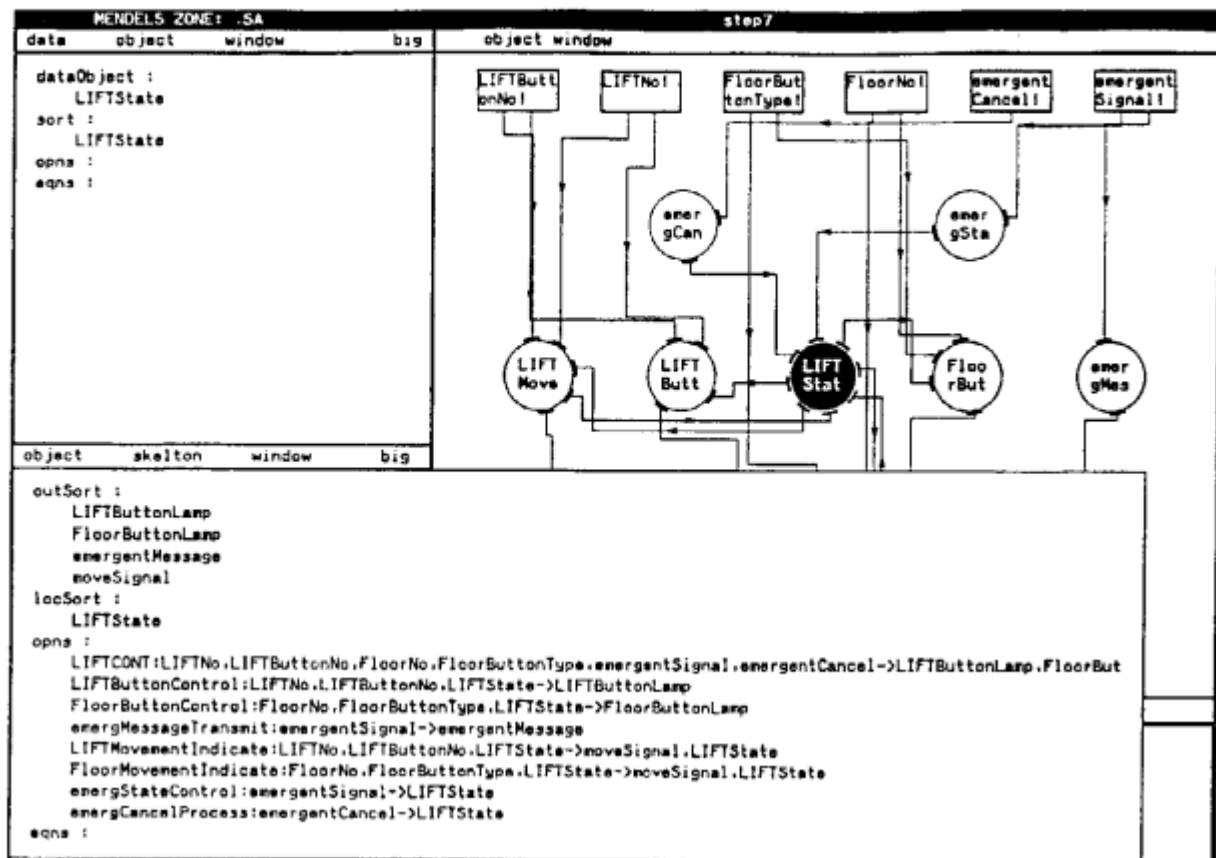 MENDELS ZONE: .SA
step7
data object window big
object window
dataObject :
LIFTState
sort :
LIFTState
opns :
eqns :
LIFTButt
onNo!
LIFTNo!
FloorBut
tonType!
FloorNo!
emergent
Cancel!
emergent
Signal!
emer
gCan
emer
gSta
LIFT
Move
LIFT
Butt
LIFT
Stat
Floo
rBut
emer
gMes
object skelton window big
outSort :
LIFTButtonLamp
FloorButtonLamp
emergentMessage
moveSignal
locSort :
LIFTState
opns :
LIFTCONT:LIFTNo,LIFTButtonNo,FloorNo,FloorButtonType,emergentSignal,emergentCancel->LIFTButtonLamp,FloorBut
LIFTButtonControl:LIFTNo,LIFTButtonNo,LIFTState->LIFTButtonLamp
FloorButtonControl:FloorNo,FloorButtonType,LIFTState->FloorButtonLamp
emergMessageTransmit:emergentSignal->emergentMessage
LIFTMovementIndicate:LIFTNo,LIFTButtonNo,LIFTState->moveSignal,LIFTState
FloorMovementIndicate:FloorNo,FloorButtonType,LIFTState->moveSignal,LIFTState
emergStateControl:emergentSignal->LIFTState
emergCancelProcess:emergentCancel->LIFTState
eqns :